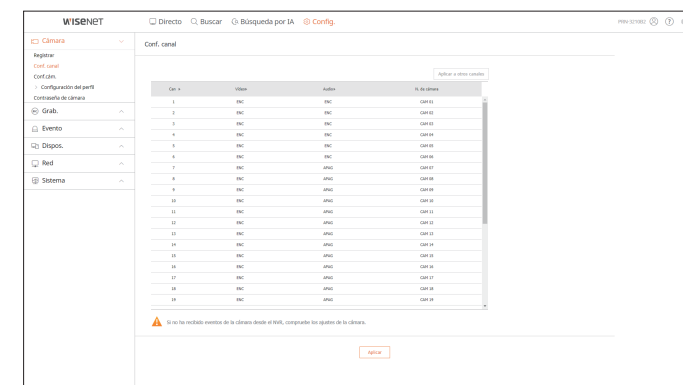 WISENET
Directo Buscar Búsqueda por IA Config.
Cámara
Registrar
Conf. canal
Conf.cám.
> Configuración del perfil
Contraseña de cámara
Grab.
Evento
Dispos.
Red
Sistema
Conf. canal
Aplicar a otros canales
Can Vídeo Audio N. de cámara
1 ENC ENC CAM 01
2 ENC ENC CAM 02
3 ENC ENC CAM 03
4 ENC ENC CAM 04
5 ENC ENC CAM 05
6 ENC ENC CAM 06
7 ENC APAG CAM 07
8 ENC APAG CAM 08
9 ENC APAG CAM 09
10 ENC APAG CAM 10
11 ENC APAG CAM 11
12 ENC APAG CAM 12
13 ENC APAG CAM 13
14 ENC APAG CAM 14
15 ENC APAG CAM 15
16 ENC APAG CAM 16
17 ENC APAG CAM 17
18 ENC APAG CAM 18
19 ENC APAG CAM 19
Si no ha recibido eventos de la cámara desde el NVR, compruebe los ajustes de la cámara.
Aplicar